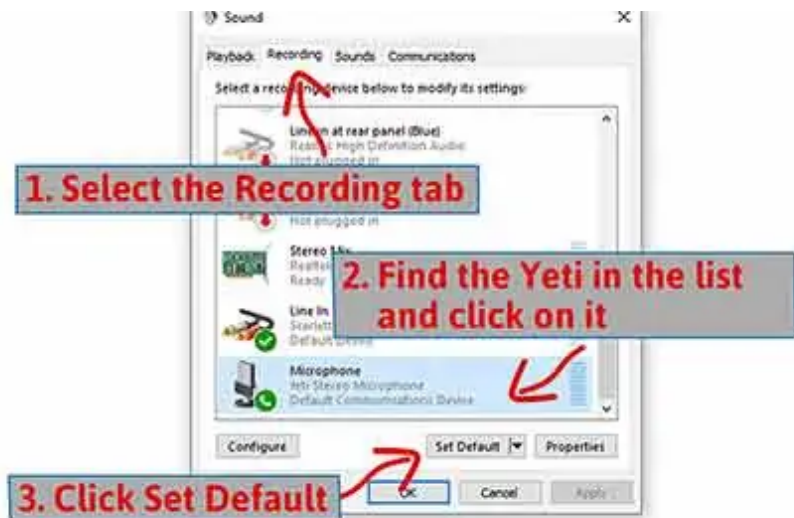 Sound
Playback Recording Sounds Communications
Select a recording device below to modify its settings:
Line In at rear panel (Blue)
Realtek High Definition Audio
Not plugged in
1. Select the Recording tab
Not plugged in
Stereo Mix
Realtek
Ready
2. Find the Yeti in the list
and click on it
Line In
Scarlett
Default Device
Microphone
Yeti Stereo Microphone
Default Communications Device
Configure Set Default Properties
3. Click Set Default
OK Cancel Apply